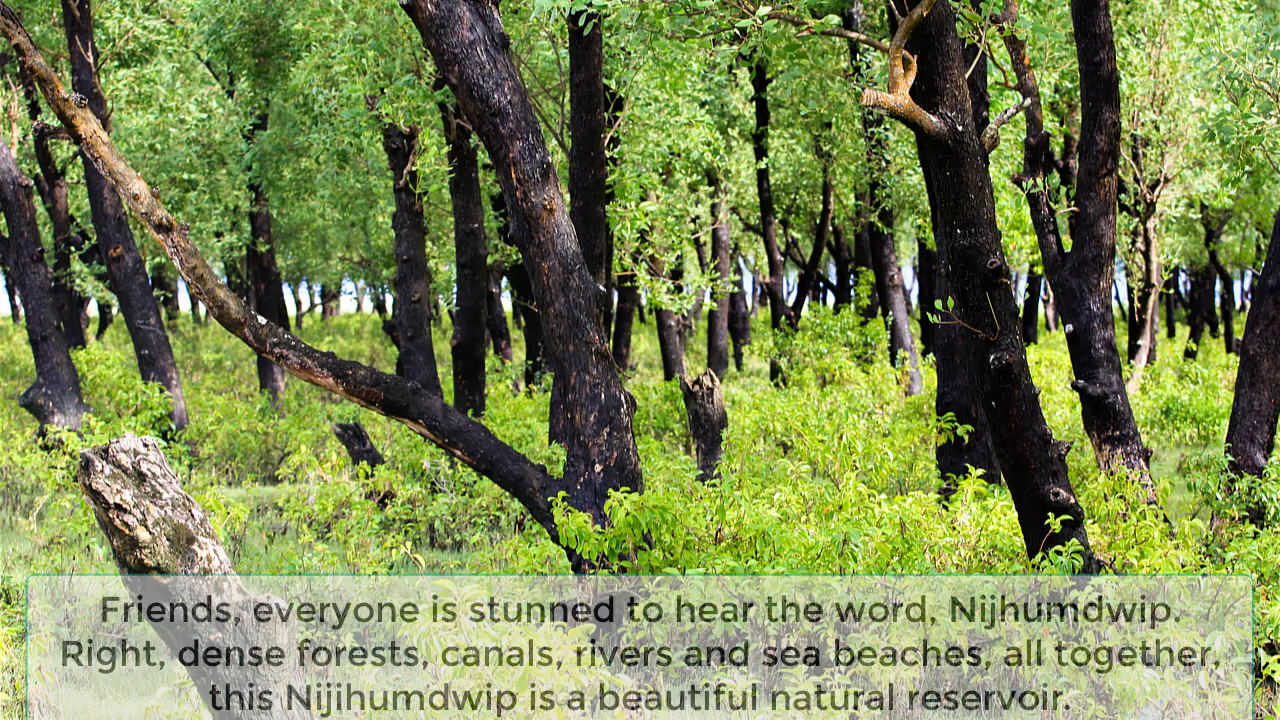 Friends, everyone is stunned to hear the word, Nijhumdwip.
Right, dense forests, canals, rivers and sea beaches, all together,
this Nijihumdwip is a beautiful natural reservoir.